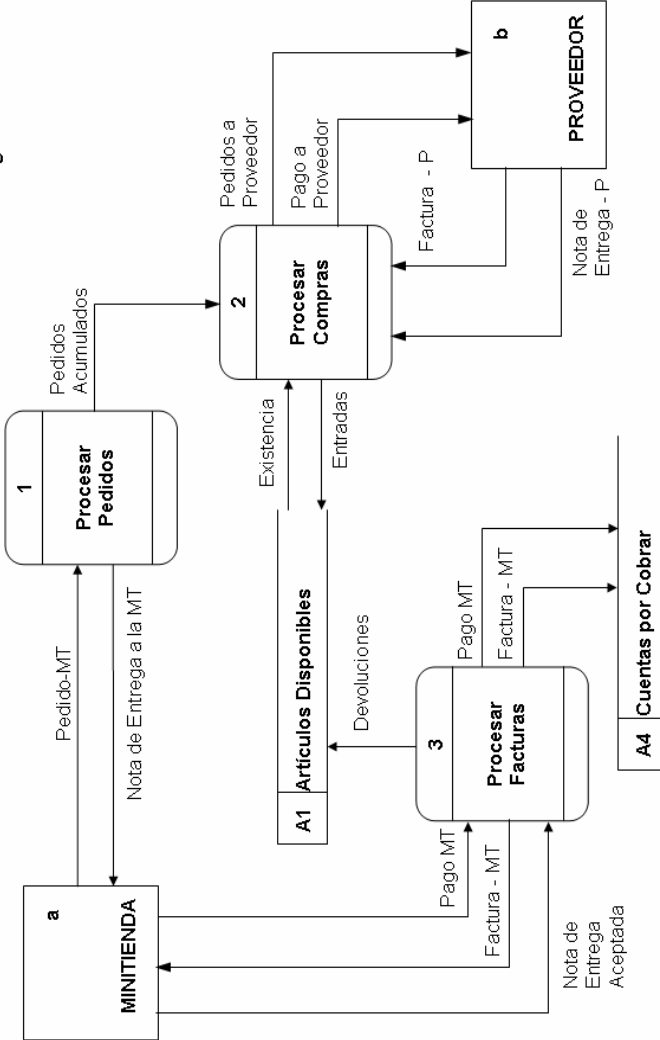 a
MINITIENDA
Pedido-MT
Nota de Entrega a la MT
1
Procesar
Pedidos
Pedidos
Acumulados
2
Procesar
Compras
Pedidos a
Proveedor
Pago a
Proveedor
Factura - P
Nota de
Entrega - P
b
PROVEEDOR
Existencia
Entradas
A1
Artículos Disponibles
Devoluciones
3
Procesar
Facturas
Pago MT
Factura - MT
Nota de
Entrega
Aceptada
Pago MT
Factura - MT
A4
Cuentas por Cobrar